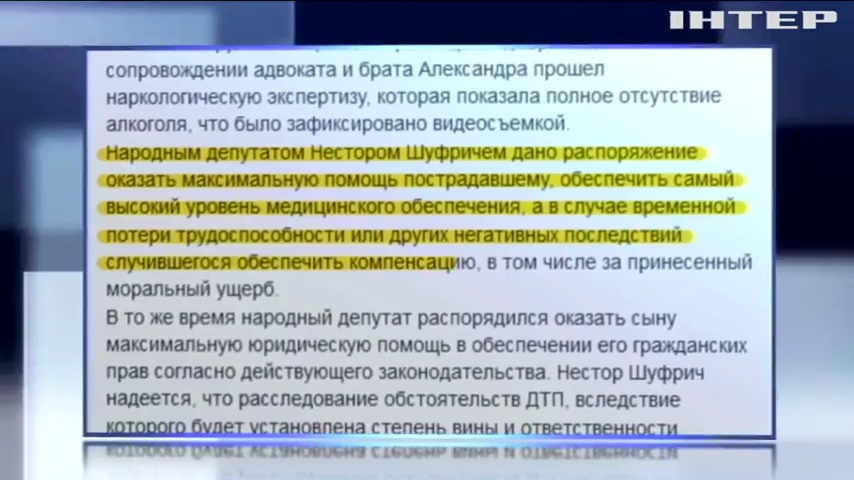 ІНТЕР
сопровождении адвоката и брата Александра прошел
наркологическую экспертизу, которая показала полное отсутствие
алкоголя, что было зафиксировано видеосъемкой.
Народным депутатом Нестором Шуфричем дано распоряжение
оказать максимальную помощь пострадавшему, обеспечить самый
высокий уровень медицинского обеспечения, а в случае временной
потери трудоспособности или других негативных последствий
случившегося обеспечить компенсацию, в том числе за принесенный
моральный ущерб.
В то же время народный депутат распорядился оказать сыну
максимальную юридическую помощь в обеспечении его гражданских
прав согласно действующего законодательства. Нестор Шуфрич
надеется, что расследование обстоятельств ДТП, вследствие
которого будет установлена степень вины и ответственности